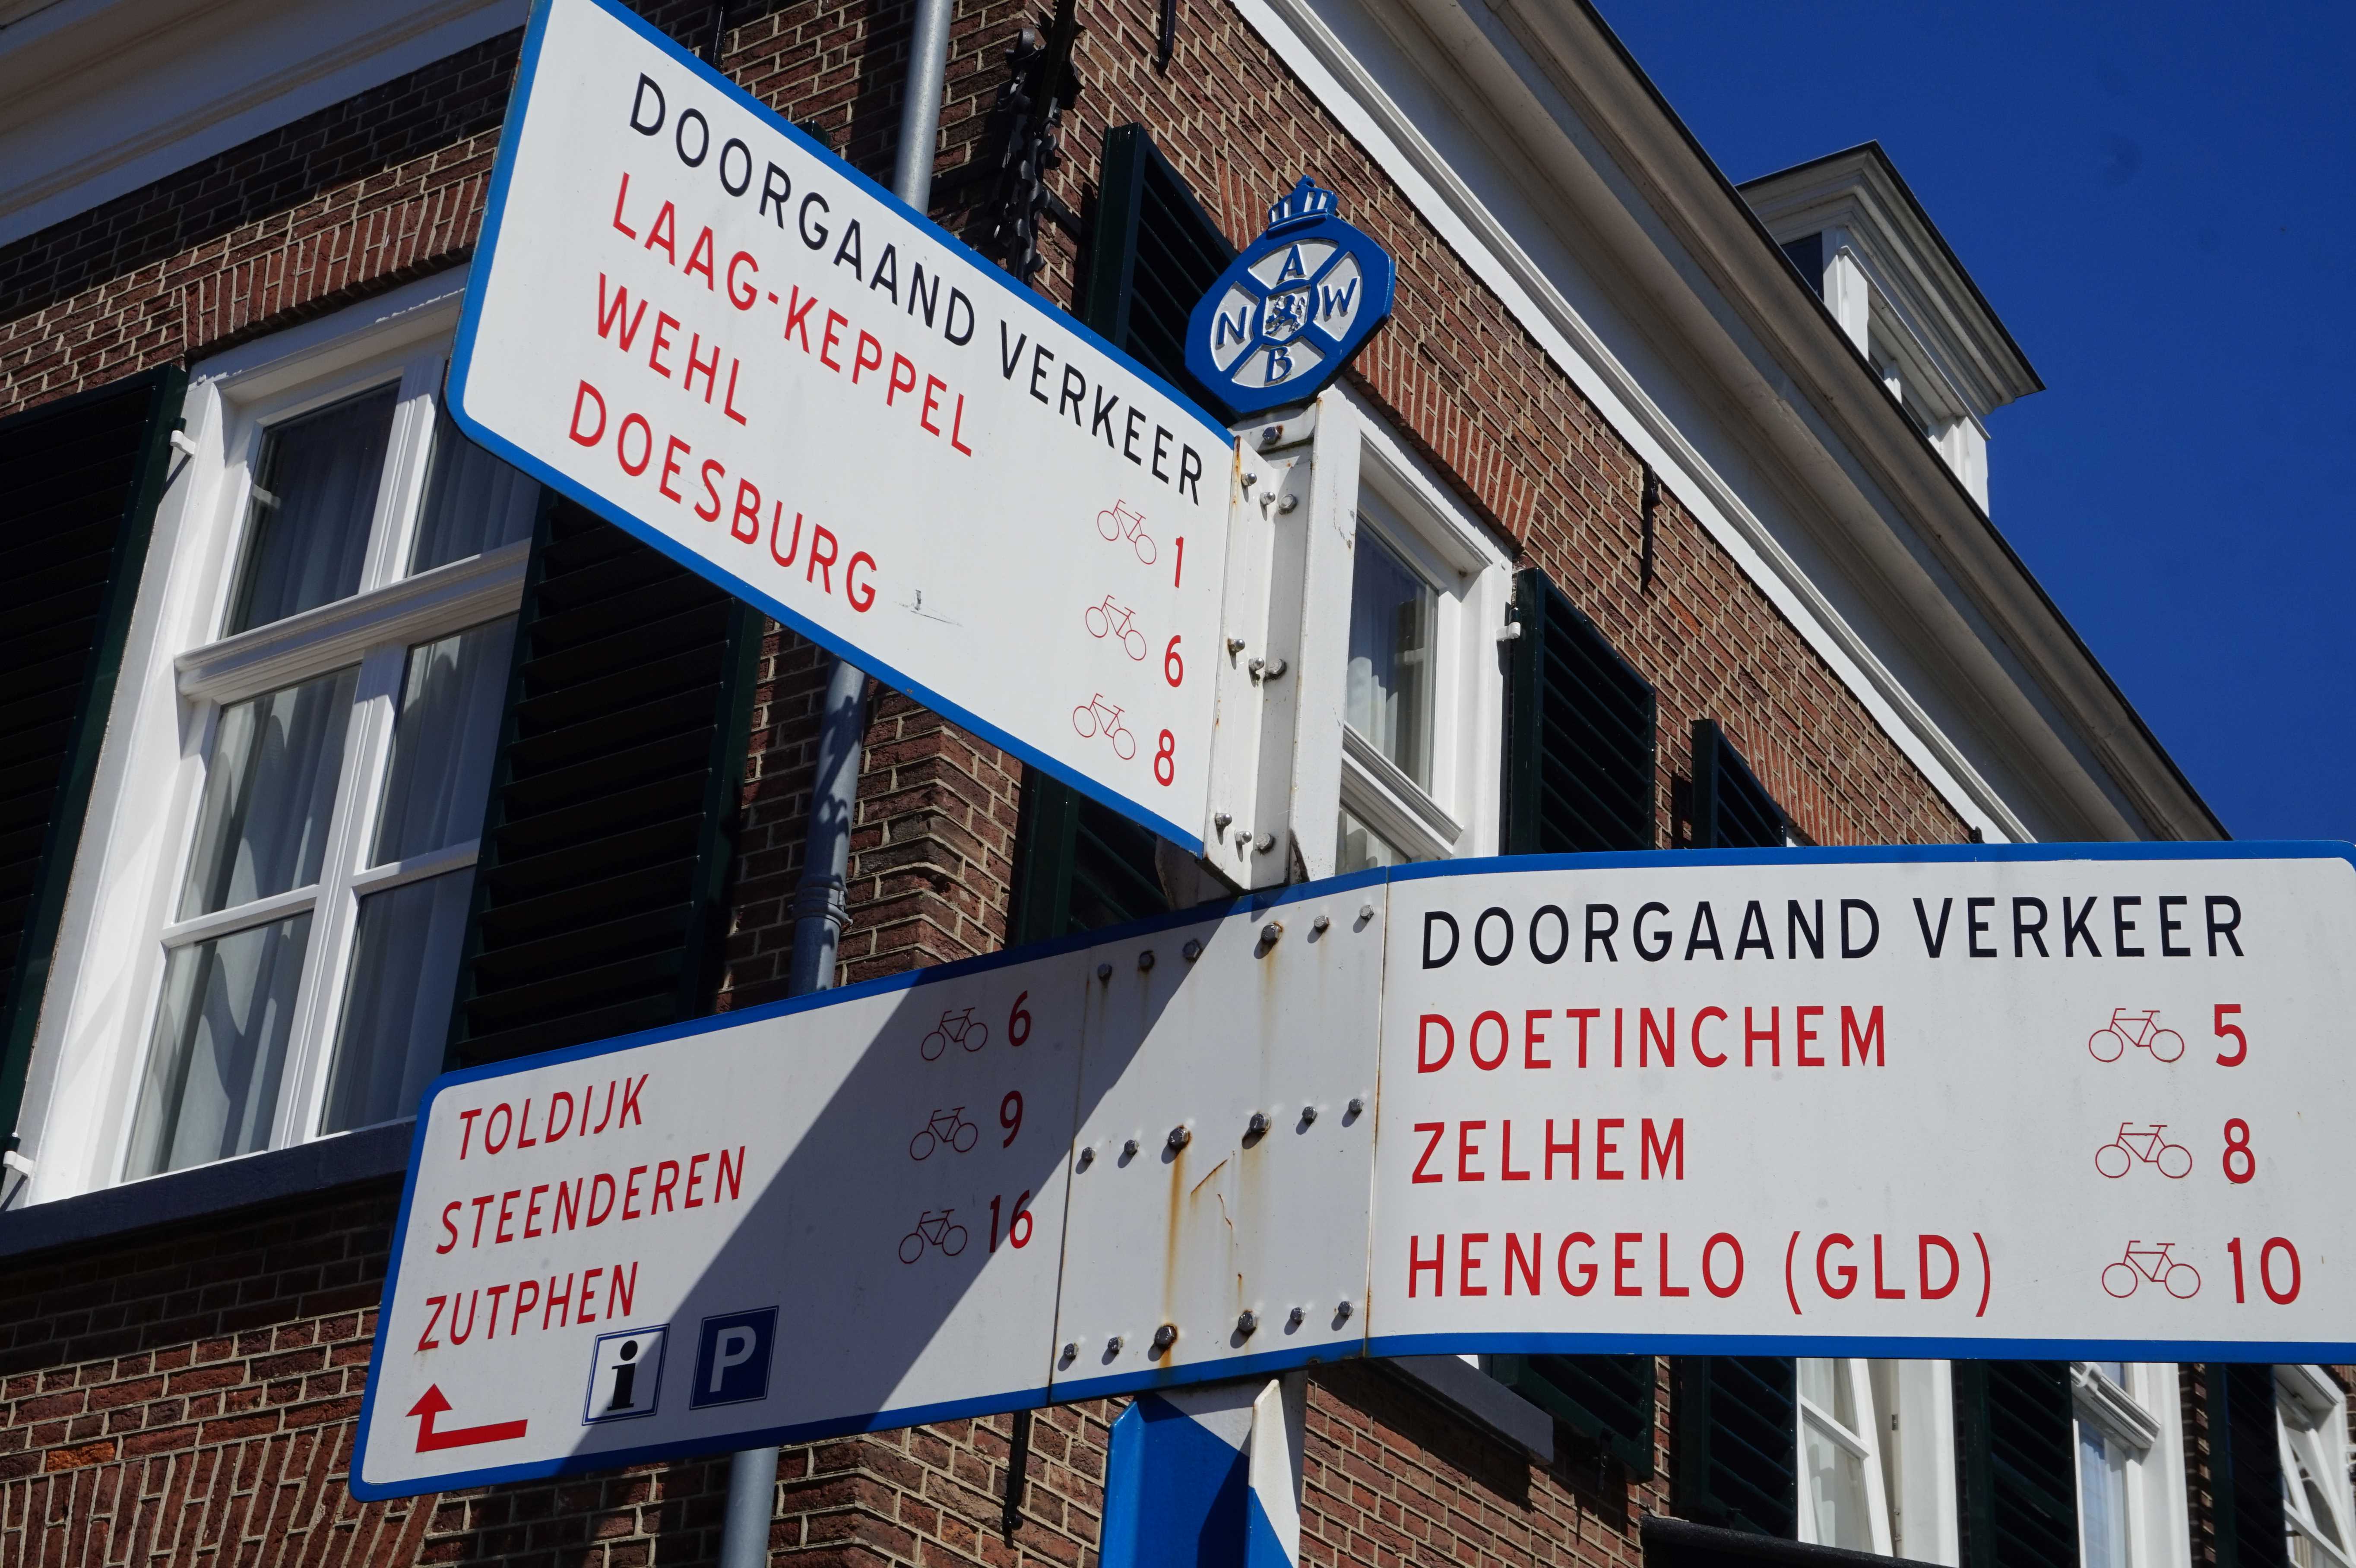 DOORGAAND VERKEER
LAAG-KEPPEL 1
WEHL 6
DOESBURG 8
A
N W
B
TOLDIJK 6
STEENDEREN 9
ZUTPHEN 16
i P
DOORGAAND VERKEER
DOETINCHEM 5
ZELHEM 8
HENGELO (GLD) 10